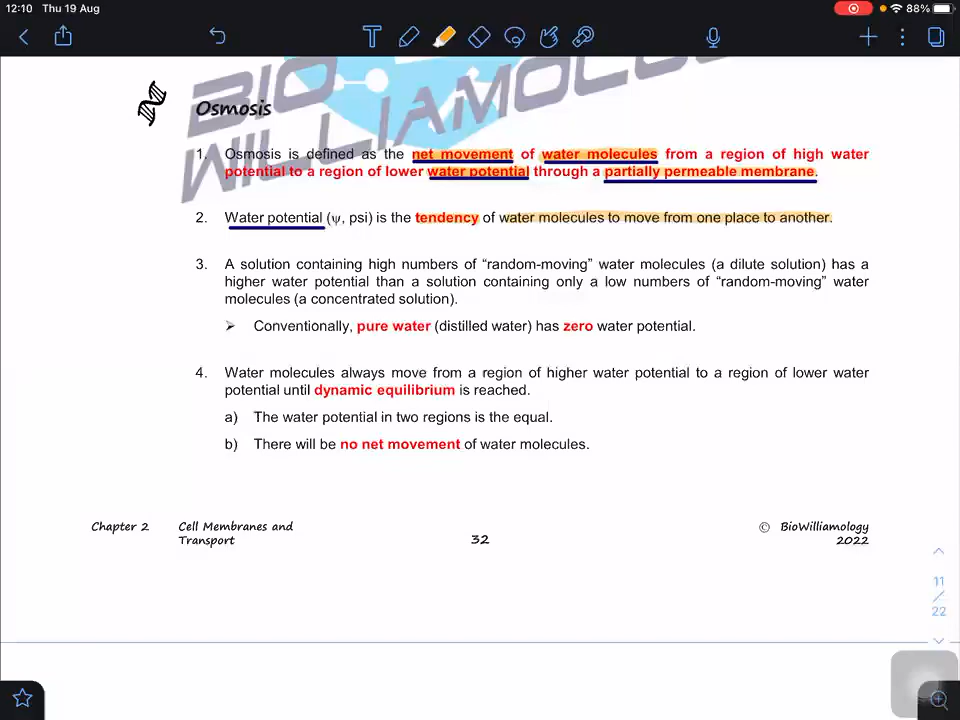 12:10 Thu 19 Aug 88%
BIO
WILLIAMOLOG
Osmosis
1. Osmosis is defined as the net movement of water molecules from a region of high water
potential to a region of lower water potential through a partially permeable membrane.
2. Water potential (ψ, psi) is the tendency of water molecules to move from one place to another.
3. A solution containing high numbers of “random-moving” water molecules (a dilute solution) has a
higher water potential than a solution containing only a low numbers of “random-moving” water
molecules (a concentrated solution).
➢ Conventionally, pure water (distilled water) has zero water potential.
4. Water molecules always move from a region of higher water potential to a region of lower water
potential until dynamic equilibrium is reached.
a) The water potential in two regions is the equal.
b) There will be no net movement of water molecules.
Chapter 2 Cell Membranes and © BioWilliamology
Transport 32 2022
11
/
22